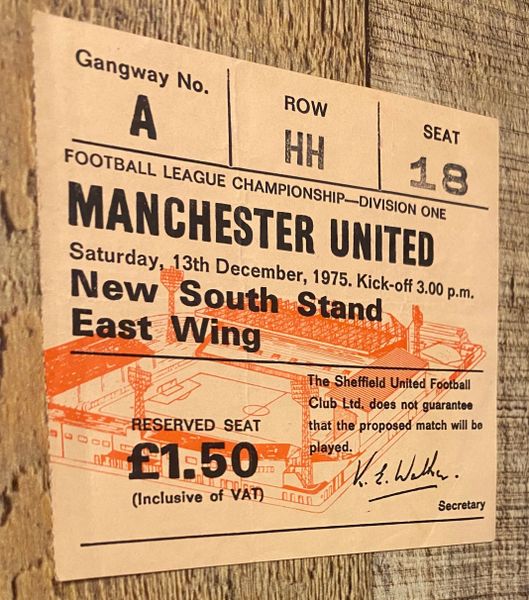 Gangway No.
A
ROW
HH
SEAT
18
FOOTBALL LEAGUE CHAMPIONSHIP—DIVISION ONE
MANCHESTER UNITED
Saturday, 13th December, 1975. Kick-off 3.00 p.m.
New South Stand
East Wing
RESERVED SEAT
£1.50
(Inclusive of VAT)
The Sheffield United Football
Club Ltd. does not guarantee
that the proposed match will be
played.
K. E. Walker.
Secretary